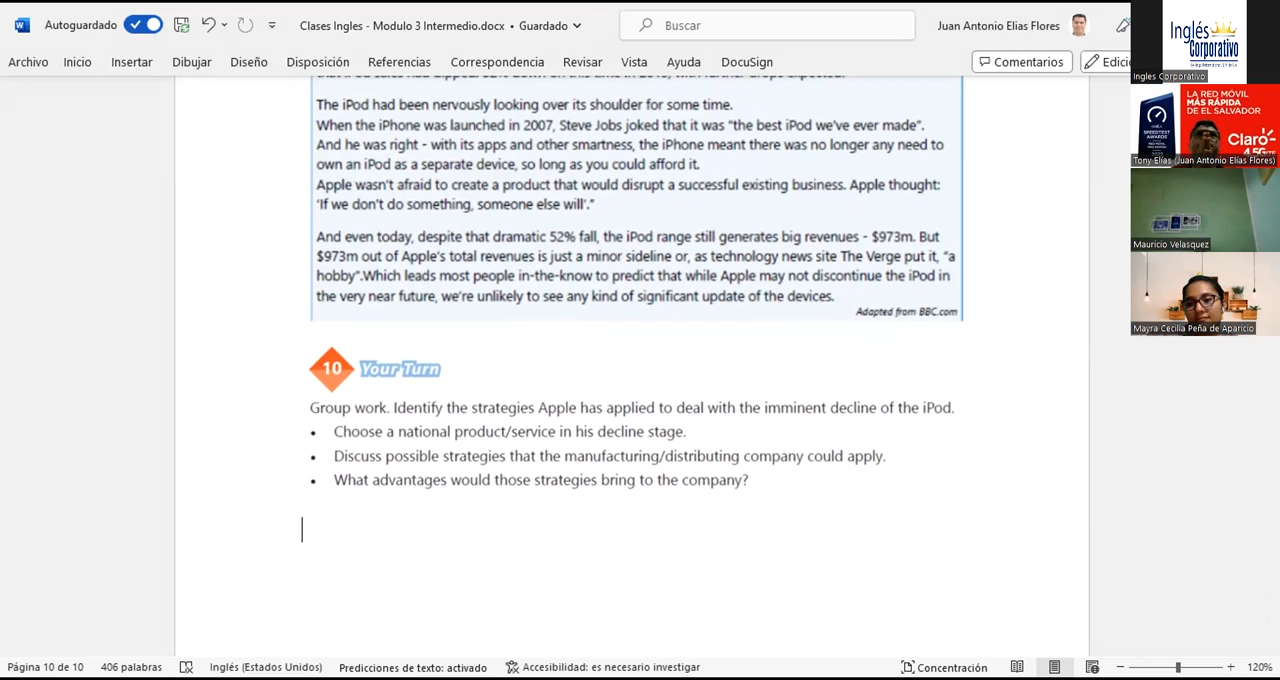 Autoguardado
Clases Ingles - Modulo 3 Intermedio.docx • Guardado
Buscar
Juan Antonio Elias Flores
Archivo Inicio Insertar Dibujar Diseño Disposición Referencias Correspondencia Revisar Vista Ayuda DocuSign
Comentarios
Edició
The iPod had been nervously looking over its shoulder for some time.
When the iPhone was launched in 2007, Steve Jobs joked that it was "the best iPod we've ever made".
And he was right - with its apps and other smartness, the iPhone meant there was no longer any need to
own an iPod as a separate device, so long as you could afford it.
Apple wasn't afraid to create a product that would disrupt a successful existing business. Apple thought:
'If we don't do something, someone else will'."
And even today, despite that dramatic 52% fall, the iPod range still generates big revenues - $973m. But
$973m out of Apple's total revenues is just a minor sideline or, as technology news site The Verge put it, "a
hobby".Which leads most people in-the-know to predict that while Apple may not discontinue the iPod in
the very near future, we're unlikely to see any kind of significant update of the devices.
Adapted from BBC.com
10 Your Turn
Group work. Identify the strategies Apple has applied to deal with the imminent decline of the iPod.
• Choose a national product/service in his decline stage.
• Discuss possible strategies that the manufacturing/distributing company could apply.
• What advantages would those strategies bring to the company?
Página 10 de 10 406 palabras Inglés (Estados Unidos) Predicciones de texto: activado Accesibilidad: es necesario investigar Concentración 120%
Inglés
Corporativo
Ingles Corporativo
LA RED MÓVIL
MÁS RÁPIDA
DE EL SALVADOR
SPEEDTEST
AWARDS
Claro
4.5G
Tony Elías (Juan Antonio Elías Flores)
Mauricio Velasquez
Mayra Cecilia Peña de Aparicio